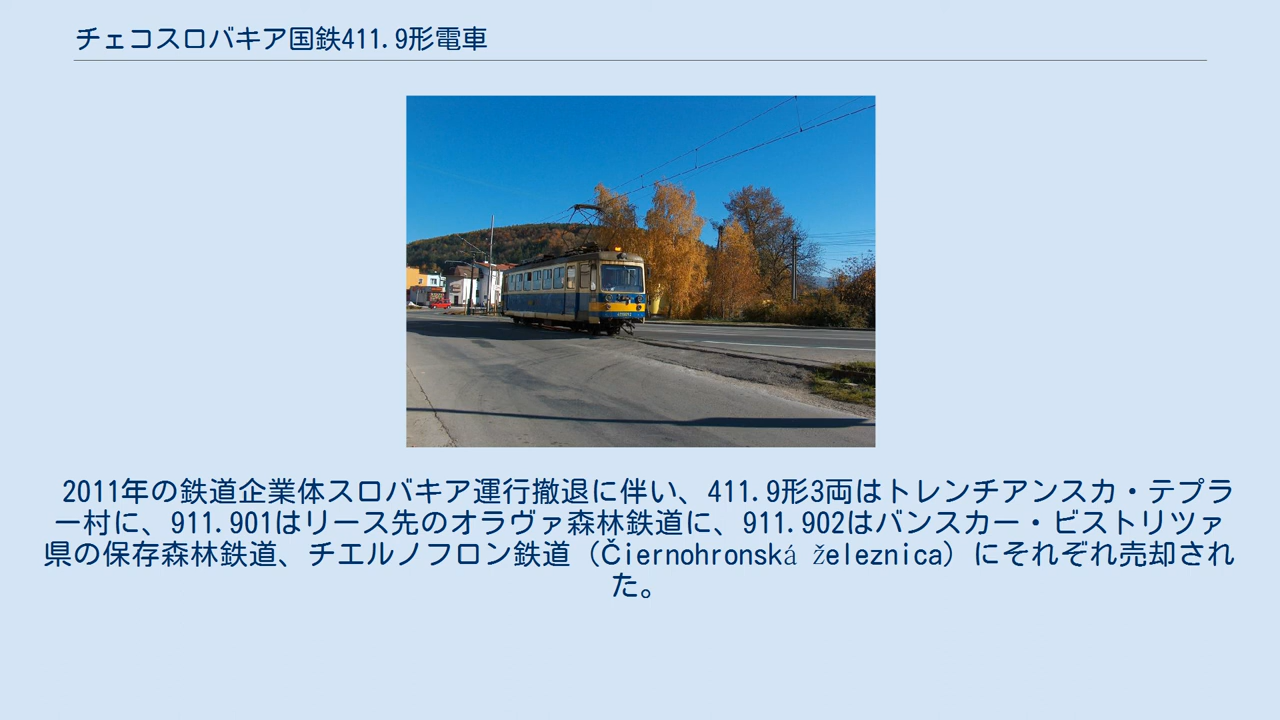 チェコスロバキア国鉄411.9形電車
2011年の鉄道企業体スロバキア運行撤退に伴い、411.9形3両はトレンチアンスカ・テプラ
ー村に、911.901はリース先のオラヴァ森林鉄道に、911.902はバンスカー・ビストリツァ
県の保存森林鉄道、チエルノフロン鉄道（Čiernohronská železnica）にそれぞれ売却され
た。